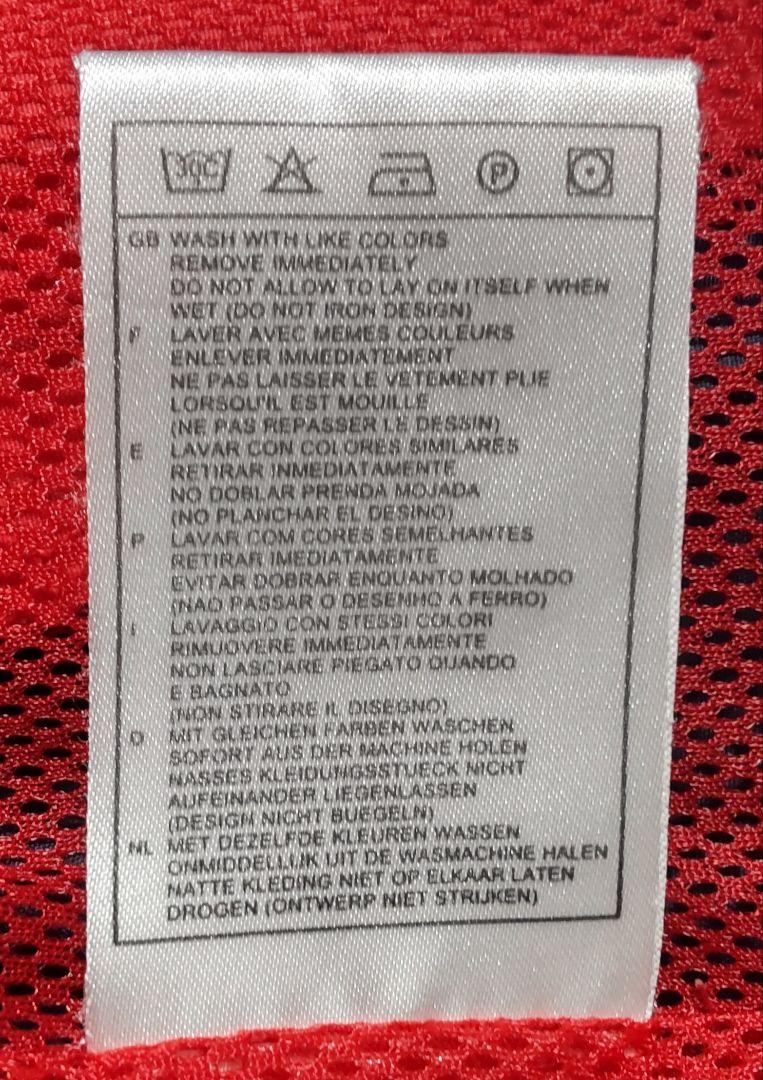 30C
P
GB WASH WITH LIKE COLORS
REMOVE IMMEDIATELY
DO NOT ALLOW TO LAY ON ITSELF WHEN
WET (DO NOT IRON DESIGN)
F LAVER AVEC MEMES COULEURS
ENLEVER IMMEDIATEMENT
NE PAS LAISSER LE VETEMENT PLIE
LORSQU'IL EST MOUILLE
(NE PAS REPASSER LE DESSIN)
E LAVAR CON COLORES SIMILARES
RETIRAR INMEDIATAMENTE
NO DOBLAR PRENDA MOJADA
(NO PLANCHAR EL DESINO)
P LAVAR COM CORES SEMELHANTES
RETIRAR IMEDIATAMENTE
EVITAR DOBRAR ENQUANTO MOLHADO
(NAO PASSAR O DESENHO A FERRO)
I LAVAGGIO CON STESSI COLORI
RIMUOVERE IMMEDIATAMENTE
NON LASCIARE PIEGATO QUANDO
E BAGNATO
(NON STIRARE IL DISEGNO)
D MIT GLEICHEN FARBEN WASCHEN
SOFORT AUS DER MACHINE HOLEN
NASSES KLEIDUNGSSTUECK NICHT
AUFEINANDER LIEGENLASSEN
(DESIGN NICHT BUEGELN)
NL MET DEZELFDE KLEUREN WASSEN
ONMIDDELLIJK UIT DE WASMACHINE HALEN
NATTE KLEDING NIET OP ELKAAR LATEN
DROGEN (ONTWERP NIET STRIJKEN)